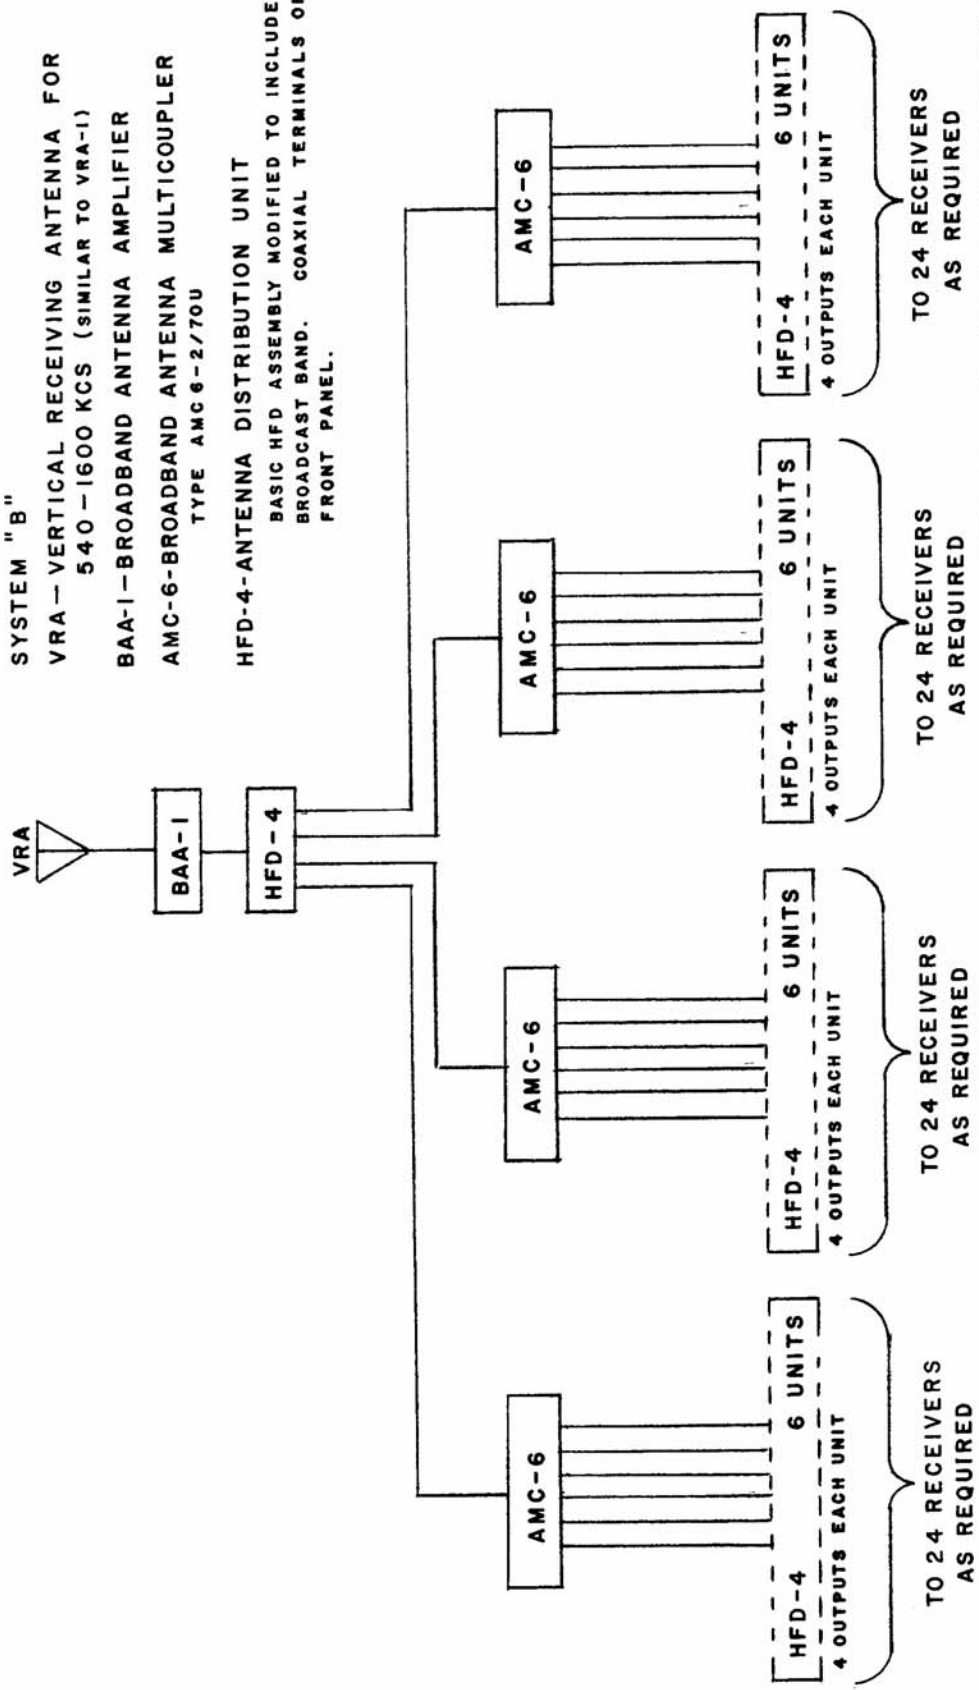 SYSTEM "B"
VRA—VERTICAL RECEIVING ANTENNA FOR
540—1600 KCS (SIMILAR TO VRA-1)
BAA-1—BROADBAND ANTENNA AMPLIFIER
AMC-6-BROADBAND ANTENNA MULTICOUPLER
TYPE AMC 6-2/70U
HFD-4-ANTENNA DISTRIBUTION UNIT
BASIC HFD ASSEMBLY MODIFIED TO INCLUDE
BROADCAST BAND. COAXIAL TERMINALS
FRONT PANEL.
VRA
BAA-1
HFD-4
AMC-6
AMC-6
AMC-6
AMC-6
HFD-4 6 UNITS
4 OUTPUTS EACH UNIT
TO 24 RECEIVERS
AS REQUIRED
HFD-4 6 UNITS
4 OUTPUTS EACH UNIT
TO 24 RECEIVERS
AS REQUIRED
HFD-4 6 UNITS
4 OUTPUTS EACH UNIT
TO 24 RECEIVERS
AS REQUIRED
HFD-4 6 UNITS
4 OUTPUTS EACH UNIT
TO 24 RECEIVERS
AS REQUIRED